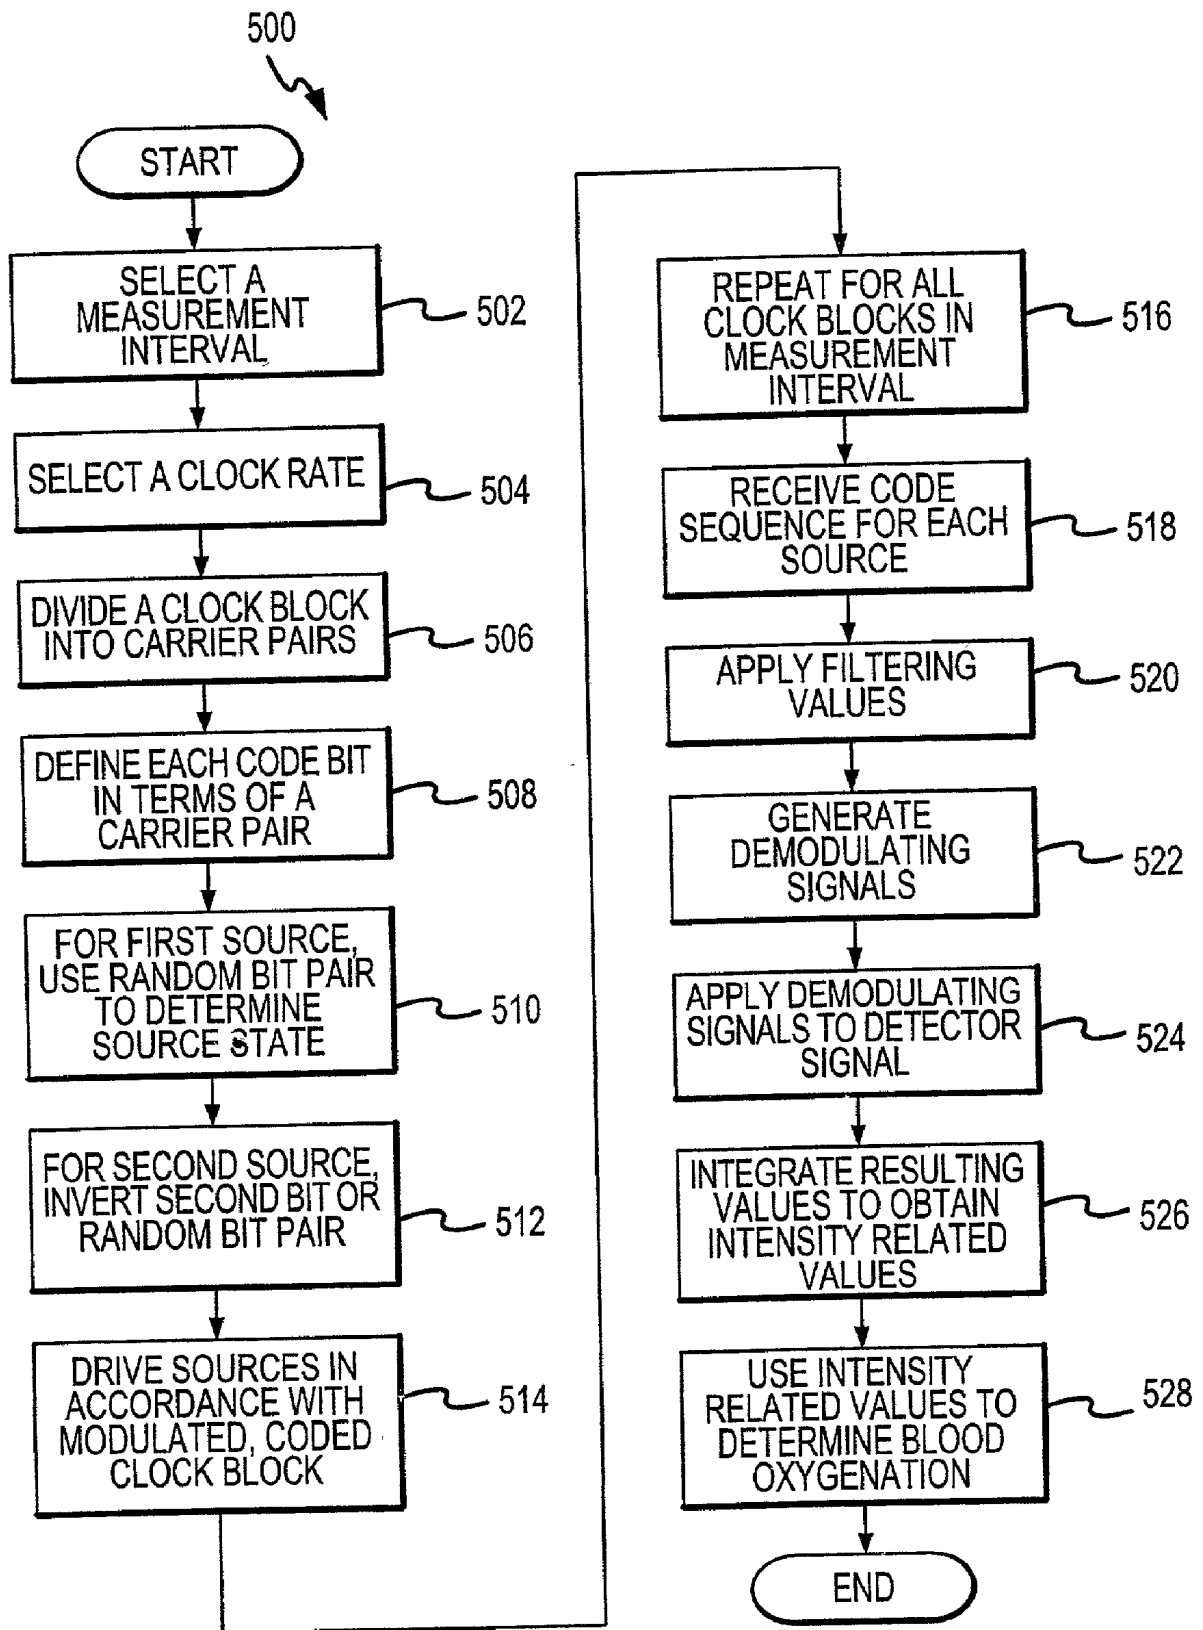 500
START
SELECT A
MEASUREMENT
INTERVAL
502
SELECT A CLOCK RATE
504
DIVIDE A CLOCK BLOCK
INTO CARRIER PAIRS
506
DEFINE EACH CODE BIT
IN TERMS OF A
CARRIER PAIR
508
FOR FIRST SOURCE,
USE RANDOM BIT PAIR
TO DETERMINE
SOURCE STATE
510
FOR SECOND SOURCE,
INVERT SECOND BIT OR
RANDOM BIT PAIR
512
DRIVE SOURCES IN
ACCORDANCE WITH
MODULATED, CODED
CLOCK BLOCK
514
REPEAT FOR ALL
CLOCK BLOCKS IN
MEASUREMENT
INTERVAL
516
RECEIVE CODE
SEQUENCE FOR EACH
SOURCE
518
APPLY FILTERING
VALUES
520
GENERATE
DEMODULATING
SIGNALS
522
APPLY DEMODULATING
SIGNALS TO DETECTOR
SIGNAL
524
INTEGRATE RESULTING
VALUES TO OBTAIN
INTENSITY RELATED
VALUES
526
USE INTENSITY
RELATED VALUES TO
DETERMINE BLOOD
OXYGENATION
528
END